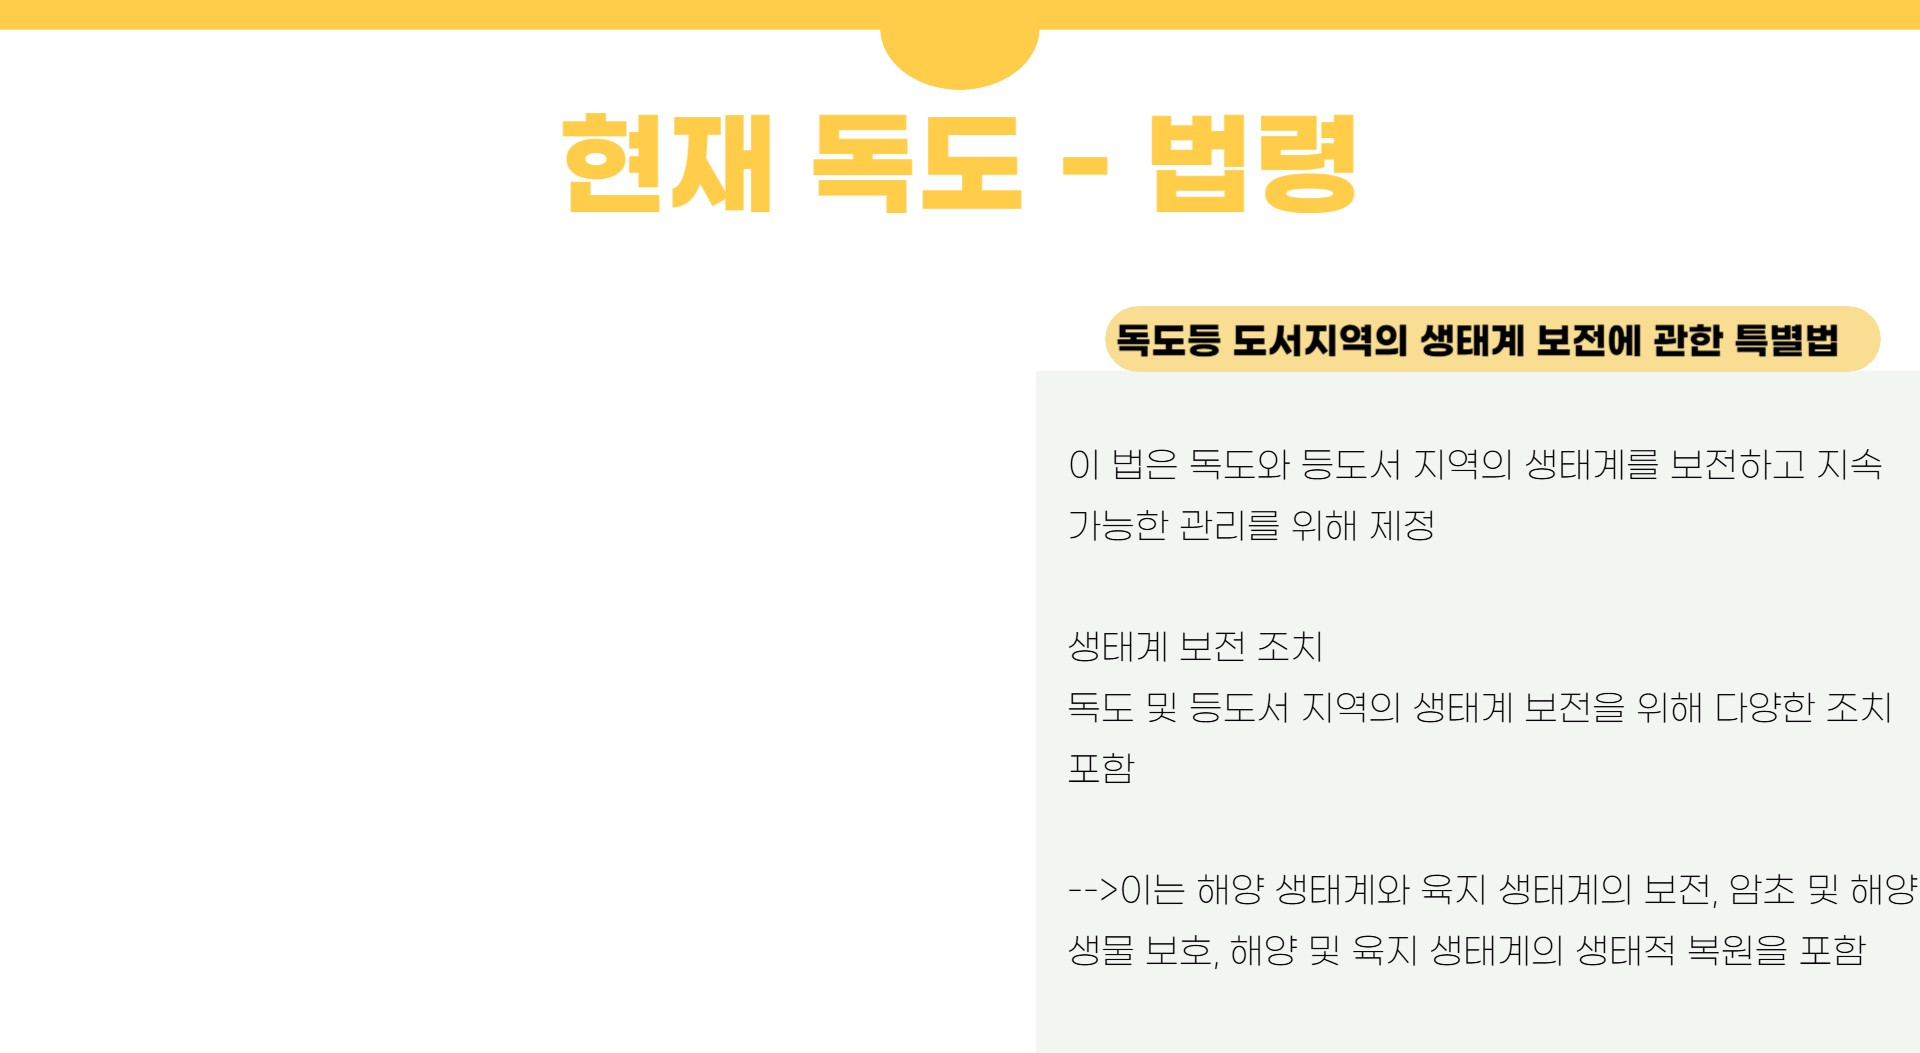 현재 독도 - 법령
독도등 도서지역의 생태계 보전에 관한 특별법
이 법은 독도와 등도서 지역의 생태계를 보전하고 지속
가능한 관리를 위해 제정
생태계 보전 조치
독도 및 등도서 지역의 생태계 보전을 위해 다양한 조치
포함
-->이는 해양 생태계와 육지 생태계의 보전, 암초 및 해양
생물 보호, 해양 및 육지 생태계의 생태적 복원을 포함